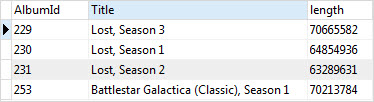 AlbumId Title length
229 Lost, Season 3 70665582
230 Lost, Season 1 64854936
231 Lost, Season 2 63289631
253 Battlestar Galactica (Classic), Season 1 70213784